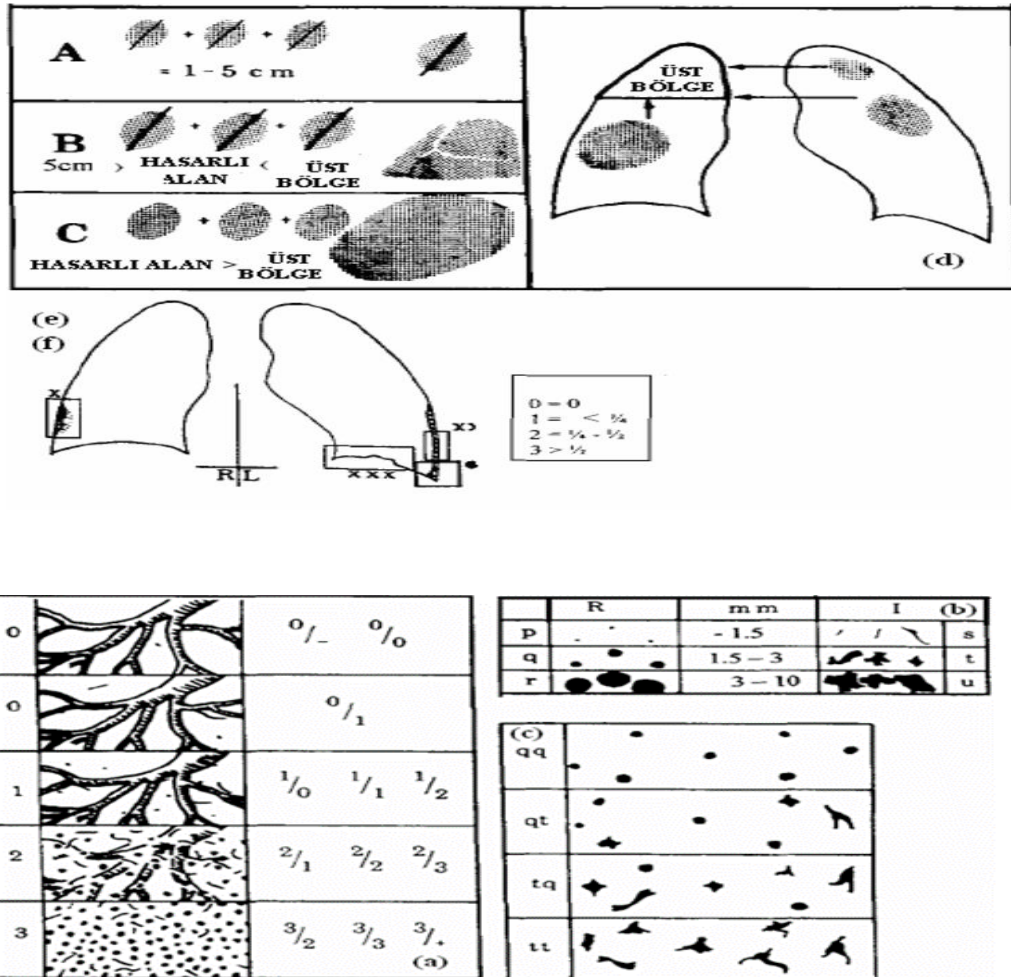 A
+ +
= 1 - 5 cm
B
+ +
5cm > HASARLI ALAN < ÜST BÖLGE
C
+ +
HASARLI ALAN > ÜST BÖLGE
ÜST
BÖLGE
(d)
(e)
(f)
x
R L
x x x
0 = 0
1 = < ¼
2 = ¼ - ½
3 > ½
0 0/- 0/0
0 0/1
1 1/0 1/1 1/2
2 2/1 2/2 2/3
3 3/2 3/3 3/+
(a)
R mm I (b)
p - 1.5 s
q 1.5 – 3 t
r 3 – 10 u
(c)
qq
qt
tq
tt